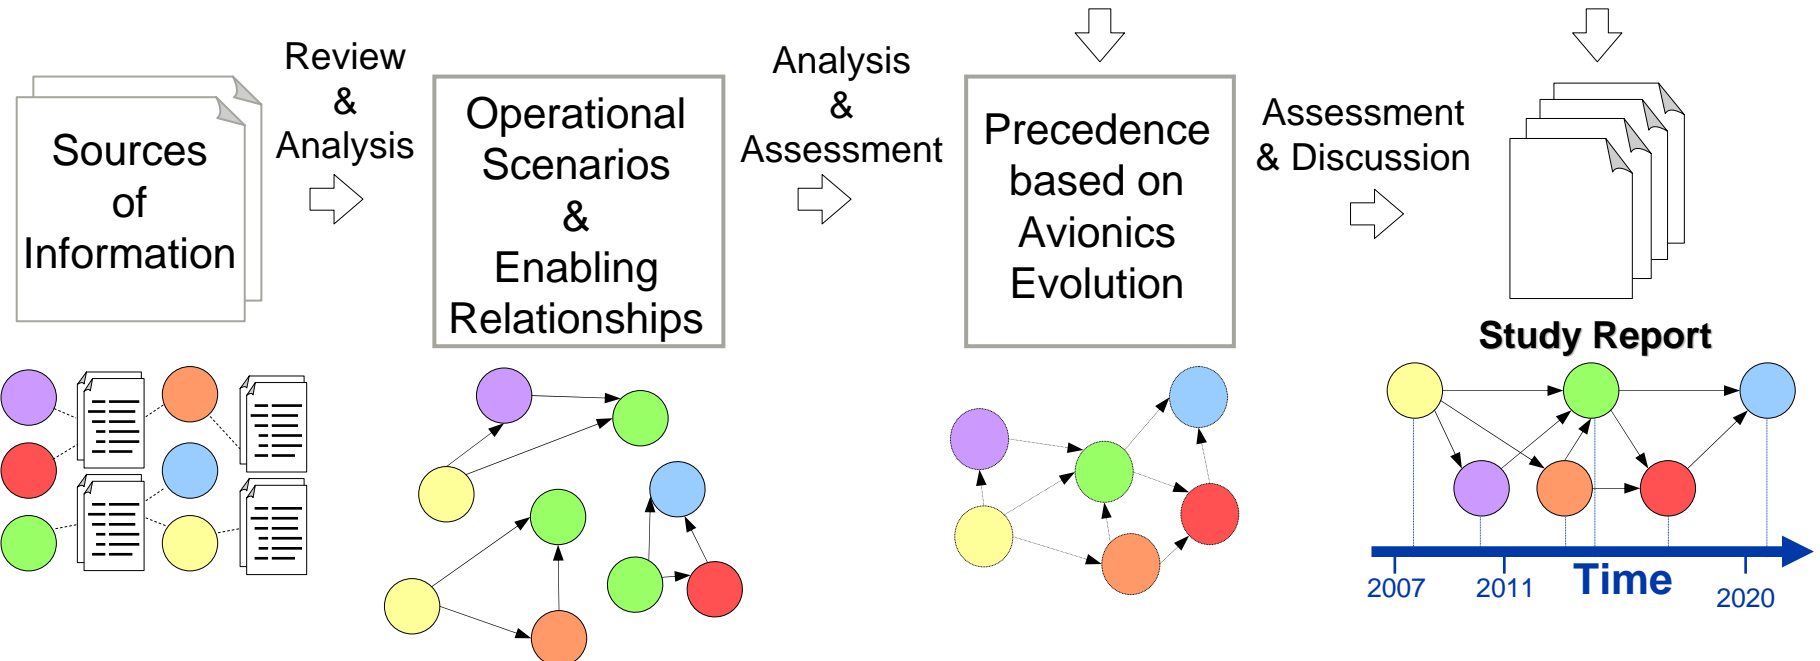 Sources
of
Information
Review
&
Analysis
Operational
Scenarios
&
Enabling
Relationships
Analysis
&
Assessment
Precedence
based on
Avionics
Evolution
Assessment
& Discussion
Study Report
2007
2011
Time
2020